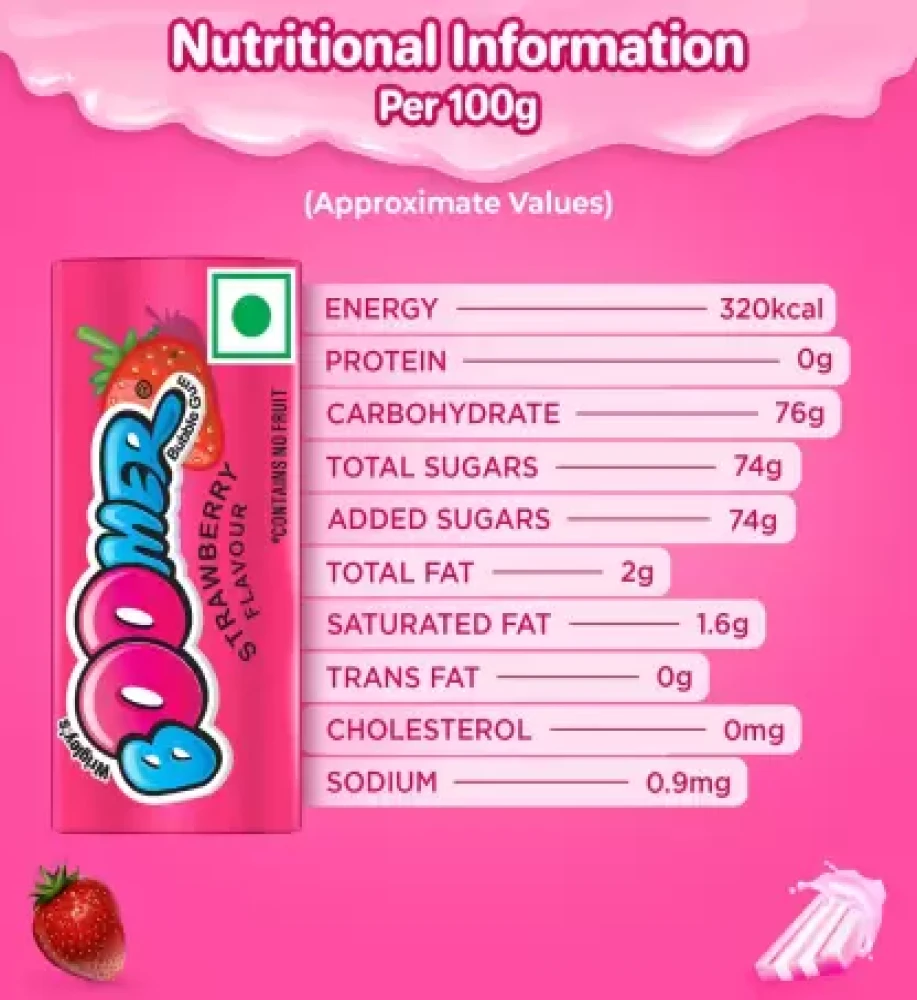 Nutritional Information
Per 100g
(Approximate Values)
ENERGY 320kcal
PROTEIN 0g
CARBOHYDRATE 76g
TOTAL SUGARS 74g
ADDED SUGARS 74g
TOTAL FAT 2g
SATURATED FAT 1.6g
TRANS FAT 0g
CHOLESTEROL 0mg
SODIUM 0.9mg
Wrigley's
BOOMER®
Bubble Gum
STRAWBERRY
FLAVOUR
*CONTAINS NO FRUIT